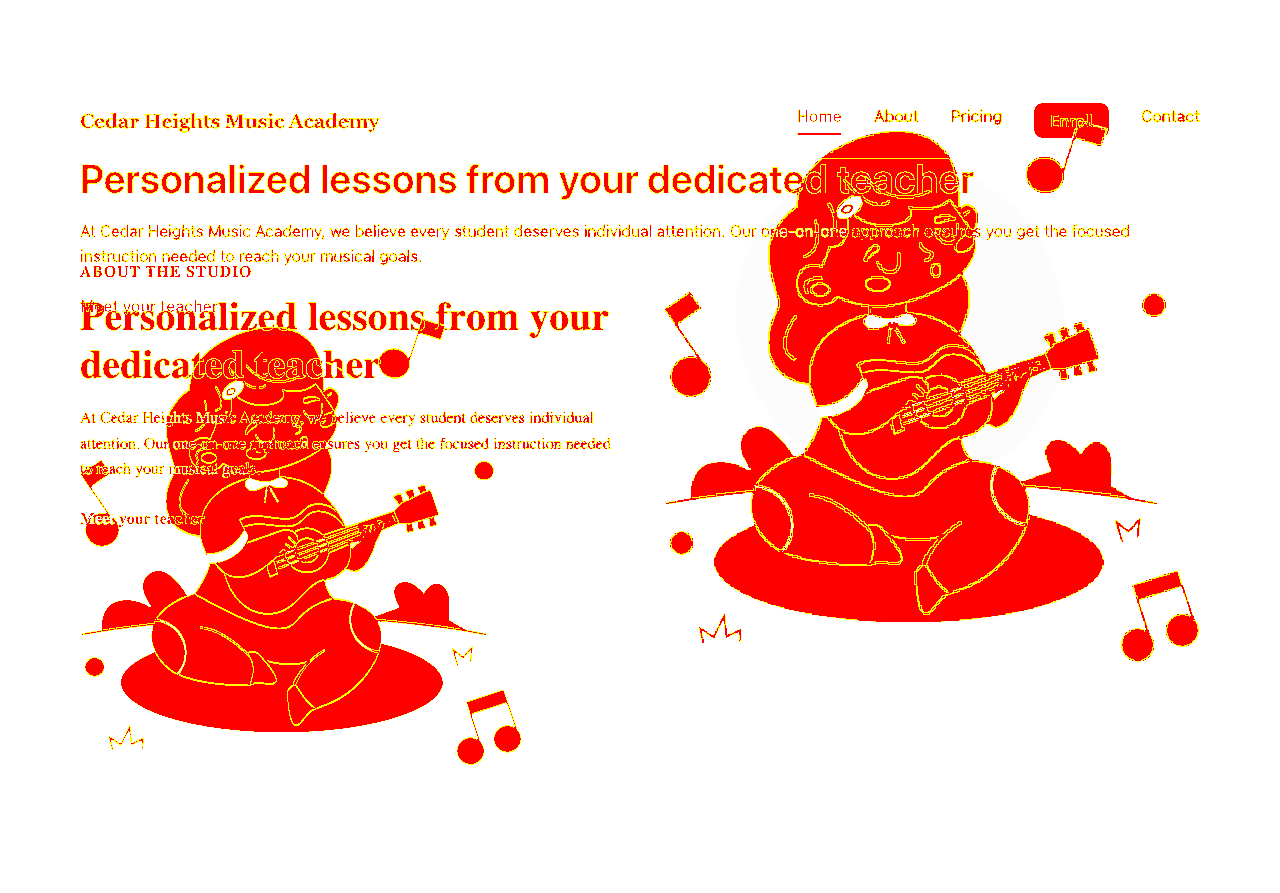 Cedar Heights Music Academy
Home About Pricing Enroll Contact
Personalized lessons from your dedicated teacher
At Cedar Heights Music Academy, we believe every student deserves individual attention. Our one-on-one approach ensures you get the focused
instruction needed to reach your musical goals.
ABOUT THE STUDIO
Meet your teacher
Personalized lessons from your
dedicated teacher
At Cedar Heights Music Academy, we believe every student deserves individual
attention. Our one-on-one approach ensures you get the focused instruction needed
to reach your musical goals.
Meet your teacher